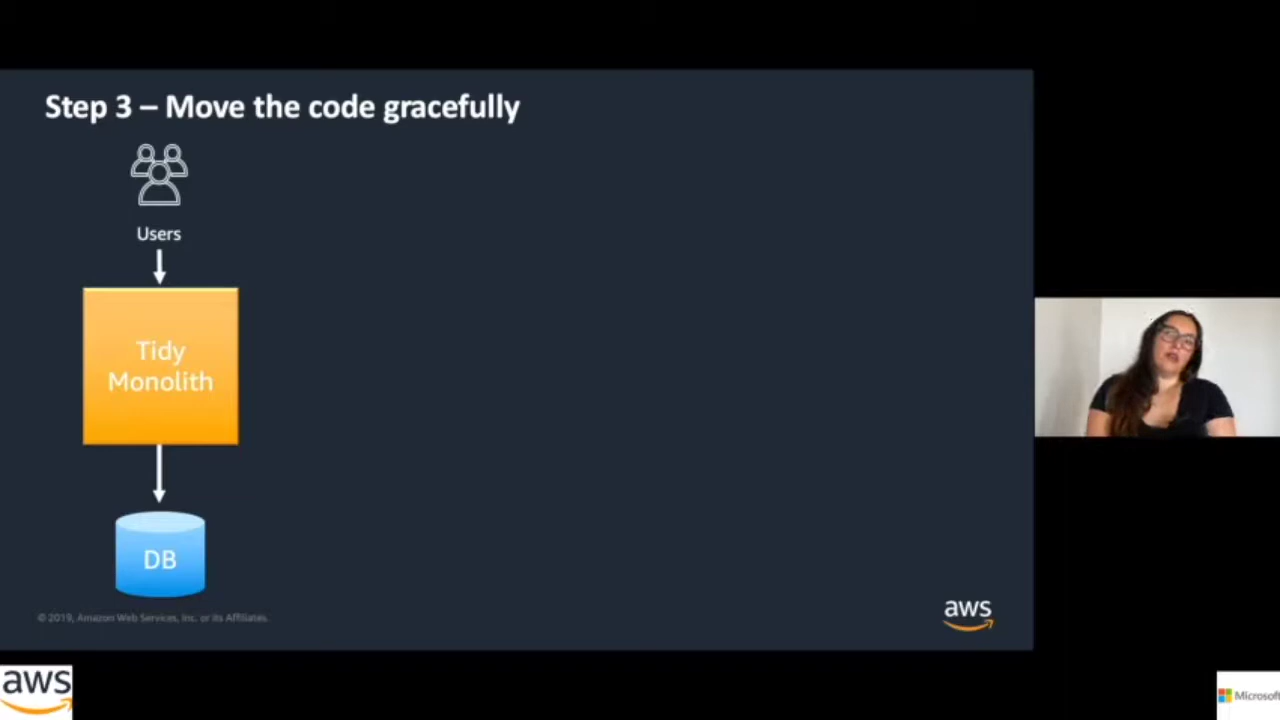 Step 3 – Move the code gracefully
Users
Tidy
Monolith
DB
© 2019, Amazon Web Services, Inc. or its Affiliates.
aws
aws
Microsoft